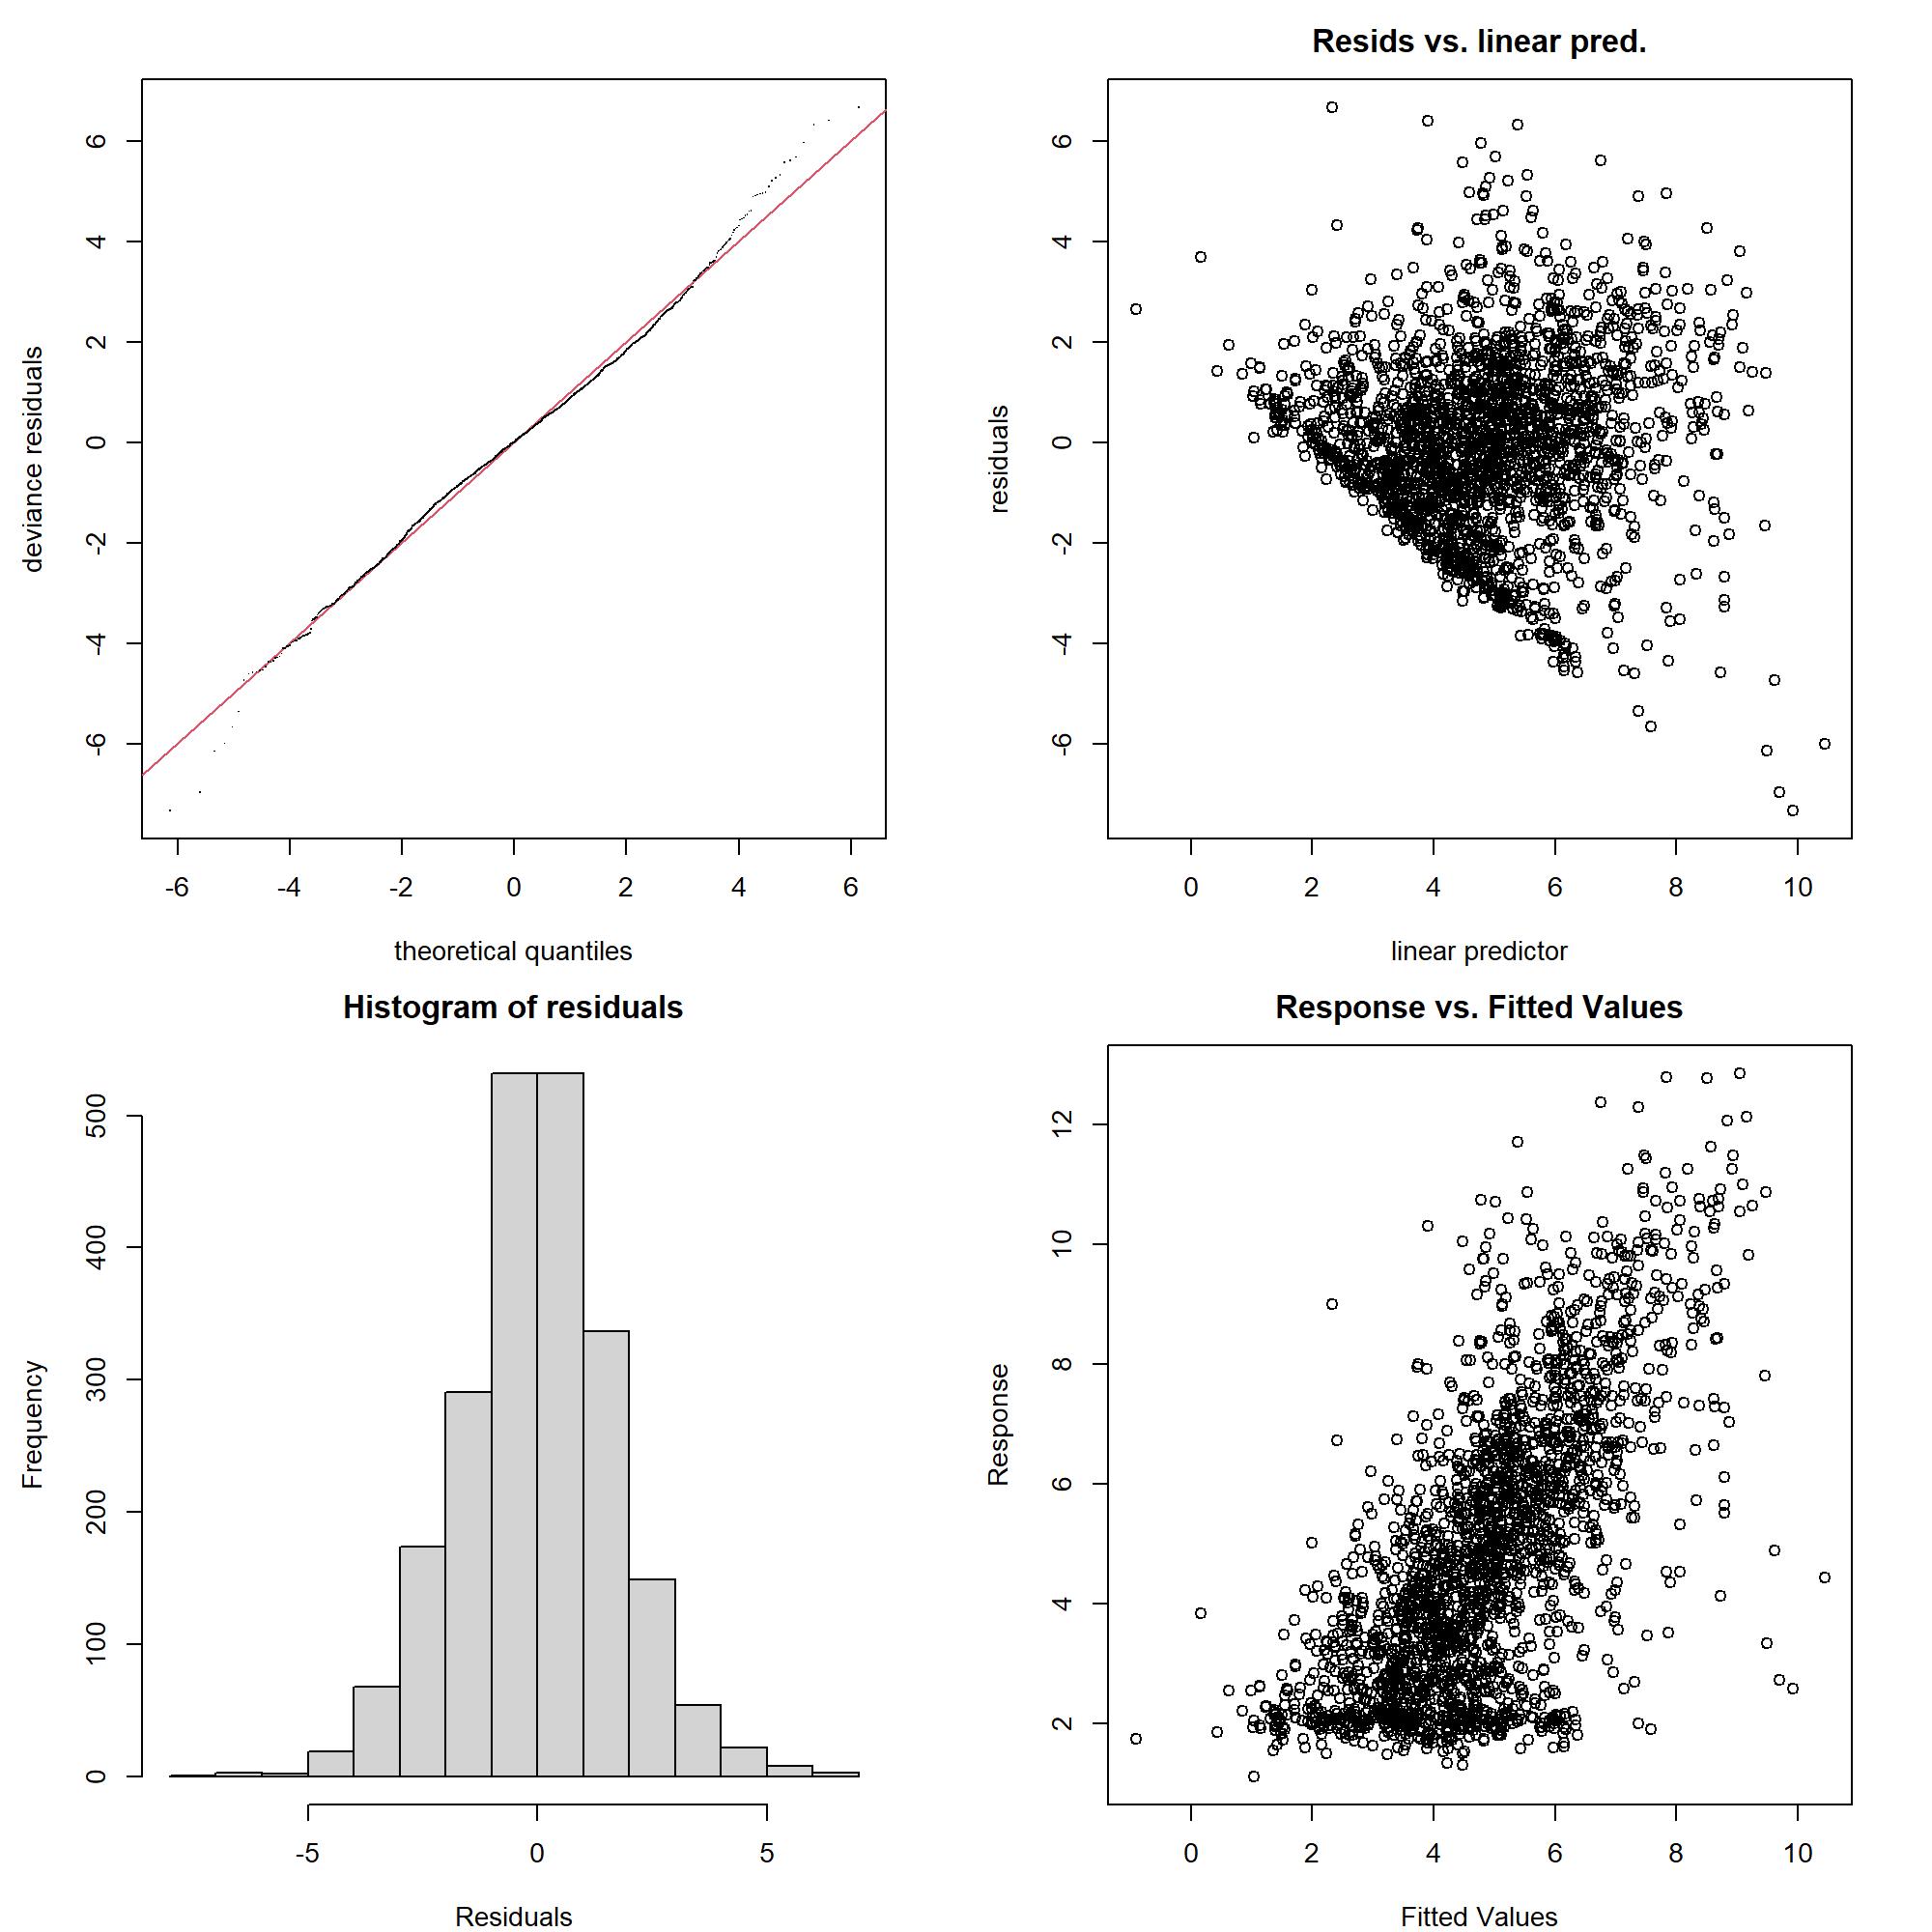 deviance residuals
6
4
2
0
-2
-4
-6
-6 -4 -2 0 2 4 6
theoretical quantiles
Resids vs. linear pred.
residuals
6
4
2
0
-2
-4
-6
0 2 4 6 8 10
linear predictor
Histogram of residuals
Frequency
500
400
300
200
100
0
-5 0 5
Residuals
Response vs. Fitted Values
Response
12
10
8
6
4
2
0 2 4 6 8 10
Fitted Values